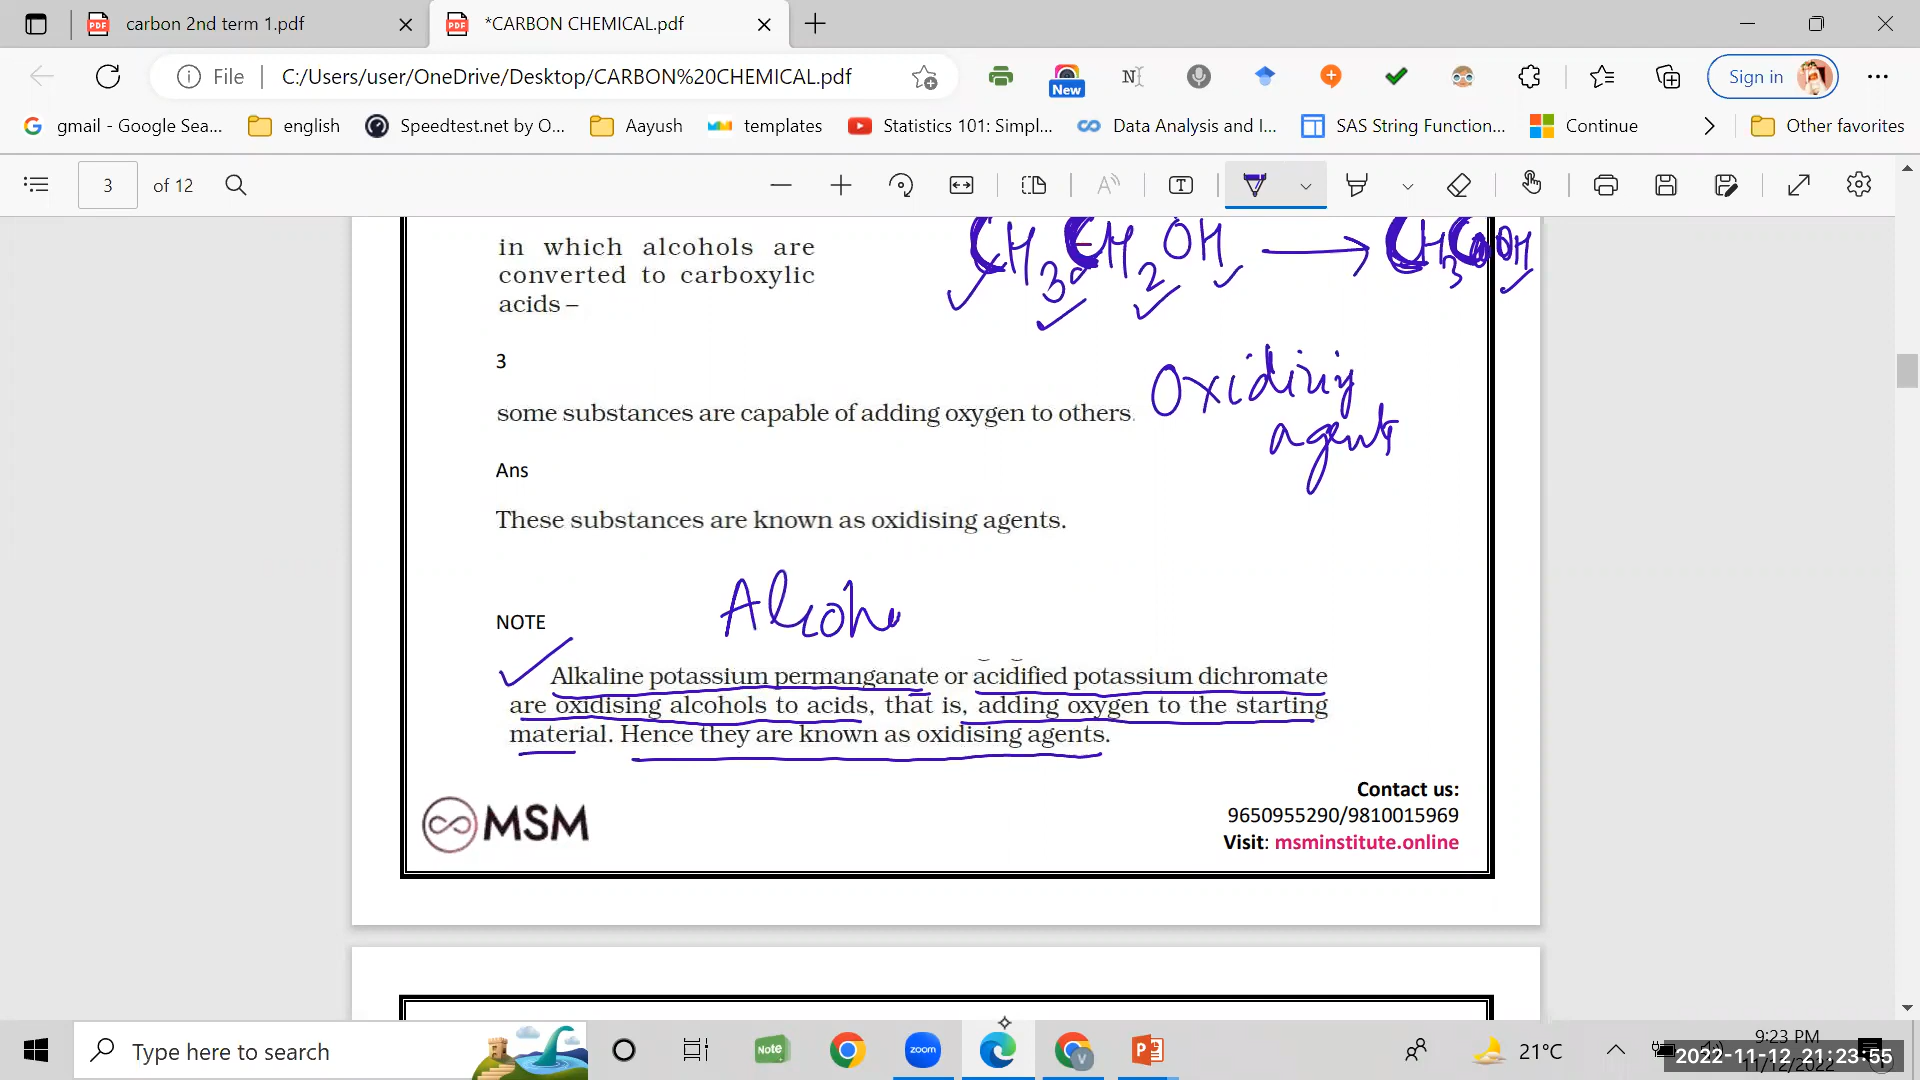 carbon 2nd term 1.pdf
*CARBON CHEMICAL.pdf
File
C:/Users/user/OneDrive/Desktop/CARBON%20CHEMICAL.pdf
New
Sign in
gmail - Google Sea...
english
Speedtest.net by O...
Aayush
templates
Statistics 101: Simpl...
Data Analysis and I...
SAS String Function...
Continue
Other favorites
3 of 12
in which alcohols are
converted to carboxylic
acids –
CH3CH2OH → CH3COOH
3
some substances are capable of adding oxygen to others.
Oxidizing
agents
Ans
These substances are known as oxidising agents.
Alcoh
NOTE
Alkaline potassium permanganate or acidified potassium dichromate
are oxidising alcohols to acids, that is, adding oxygen to the starting
material. Hence they are known as oxidising agents.
MSM
Contact us:
9650955290/9810015969
Visit: msminstitute.online
Type here to search
Note
zoom
V
21°C
9:23 PM
11/12/2022
2022-11-12 21:23:55